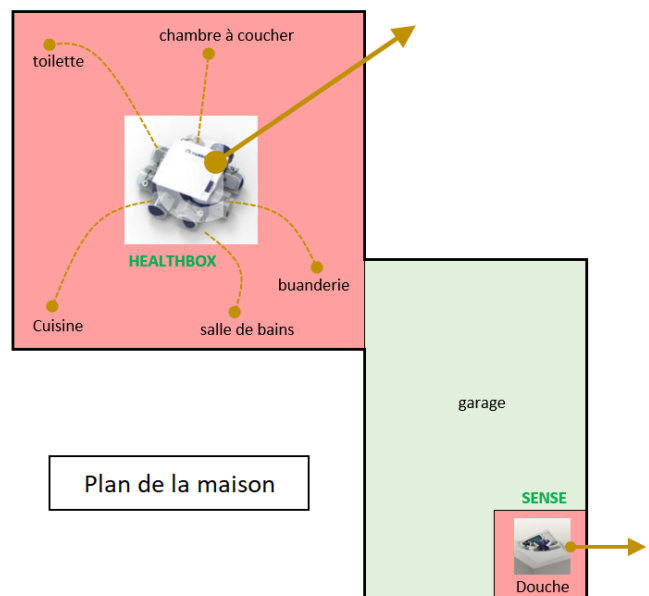 chambre à coucher
toilette
HEALTHBOX
buanderie
Cuisine
salle de bains
garage
Plan de la maison
SENSE
Douche